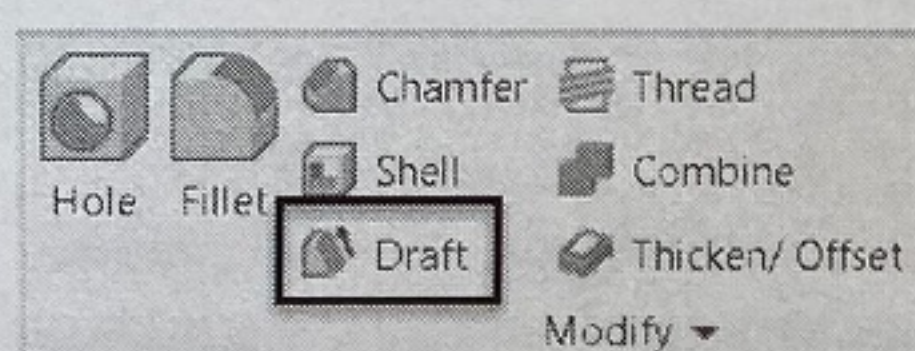 Chamfer Thread
Shell Combine
Hole Fillet
Draft Thicken/ Offset
Modify